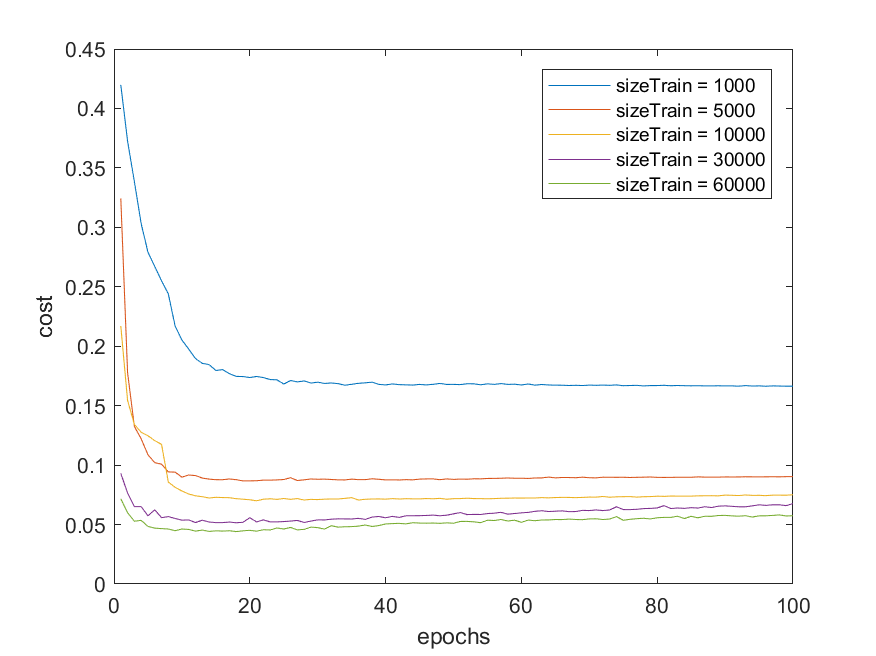 0.45
0.4
0.35
0.3
0.25
0.2
0.15
0.1
0.05
0
cost
sizeTrain = 1000
sizeTrain = 5000
sizeTrain = 10000
sizeTrain = 30000
sizeTrain = 60000
0 20 40 60 80 100
epochs